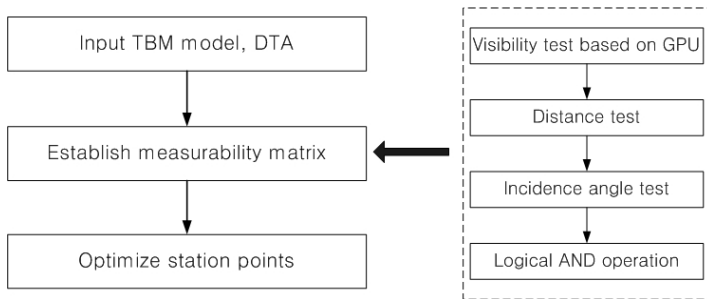 Input TBM model, DTA
Establish measurability matrix
Optimize station points
Visibility test based on GPU
Distance test
Incidence angle test
Logical AND operation